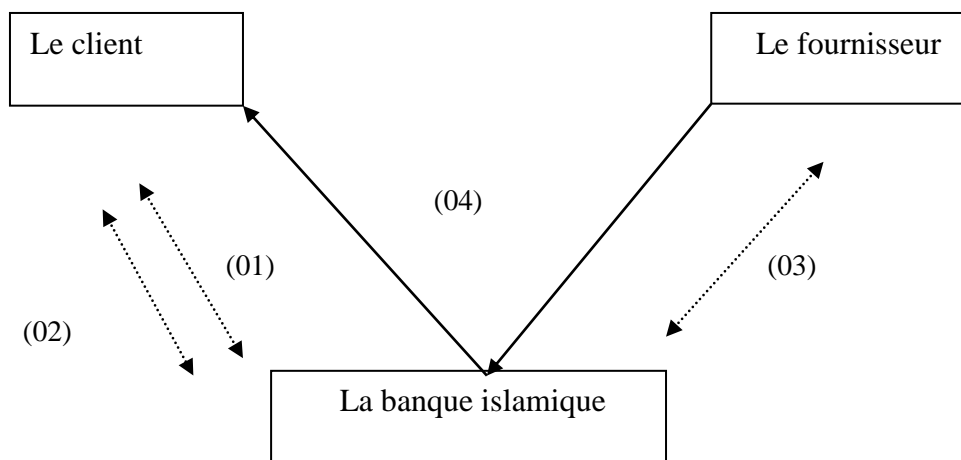 Le client
Le fournisseur
(04)
(01)
(03)
(02)
La banque islamique